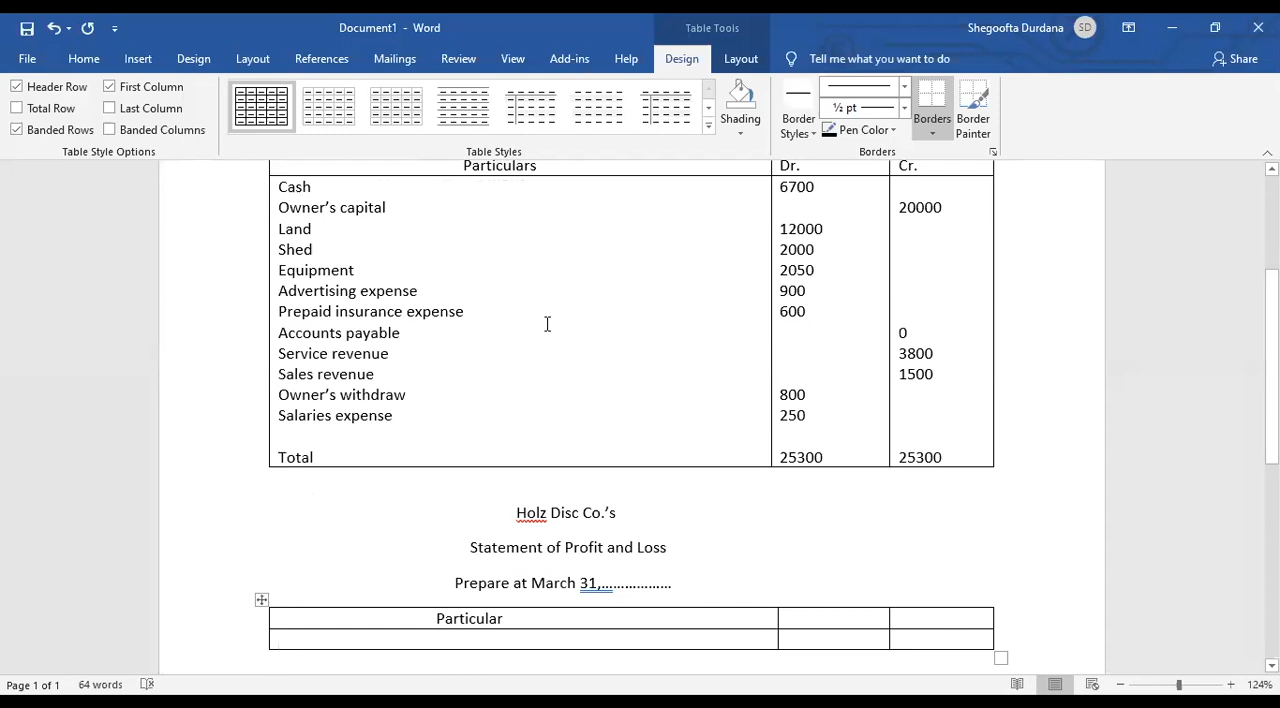 Document1 - Word
Table Tools
Shegoofta Durdana
SD
File
Home
Insert
Design
Layout
References
Mailings
Review
View
Add-ins
Help
Design
Layout
Tell me what you want to do
Share
Header Row
First Column
Total Row
Last Column
Banded Rows
Banded Columns
Table Style Options
Table Styles
Shading
Border Styles
½ pt
Pen Color
Borders
Border Painter
Borders
Particulars Dr. Cr.
Cash 6700
Owner’s capital 20000
Land 12000
Shed 2000
Equipment 2050
Advertising expense 900
Prepaid insurance expense 600
Accounts payable 0
Service revenue 3800
Sales revenue 1500
Owner’s withdraw 800
Salaries expense 250
Total 25300 25300
Holz Disc Co.’s
Statement of Profit and Loss
Prepare at March 31,………………
Particular
Page 1 of 1
64 words
124%